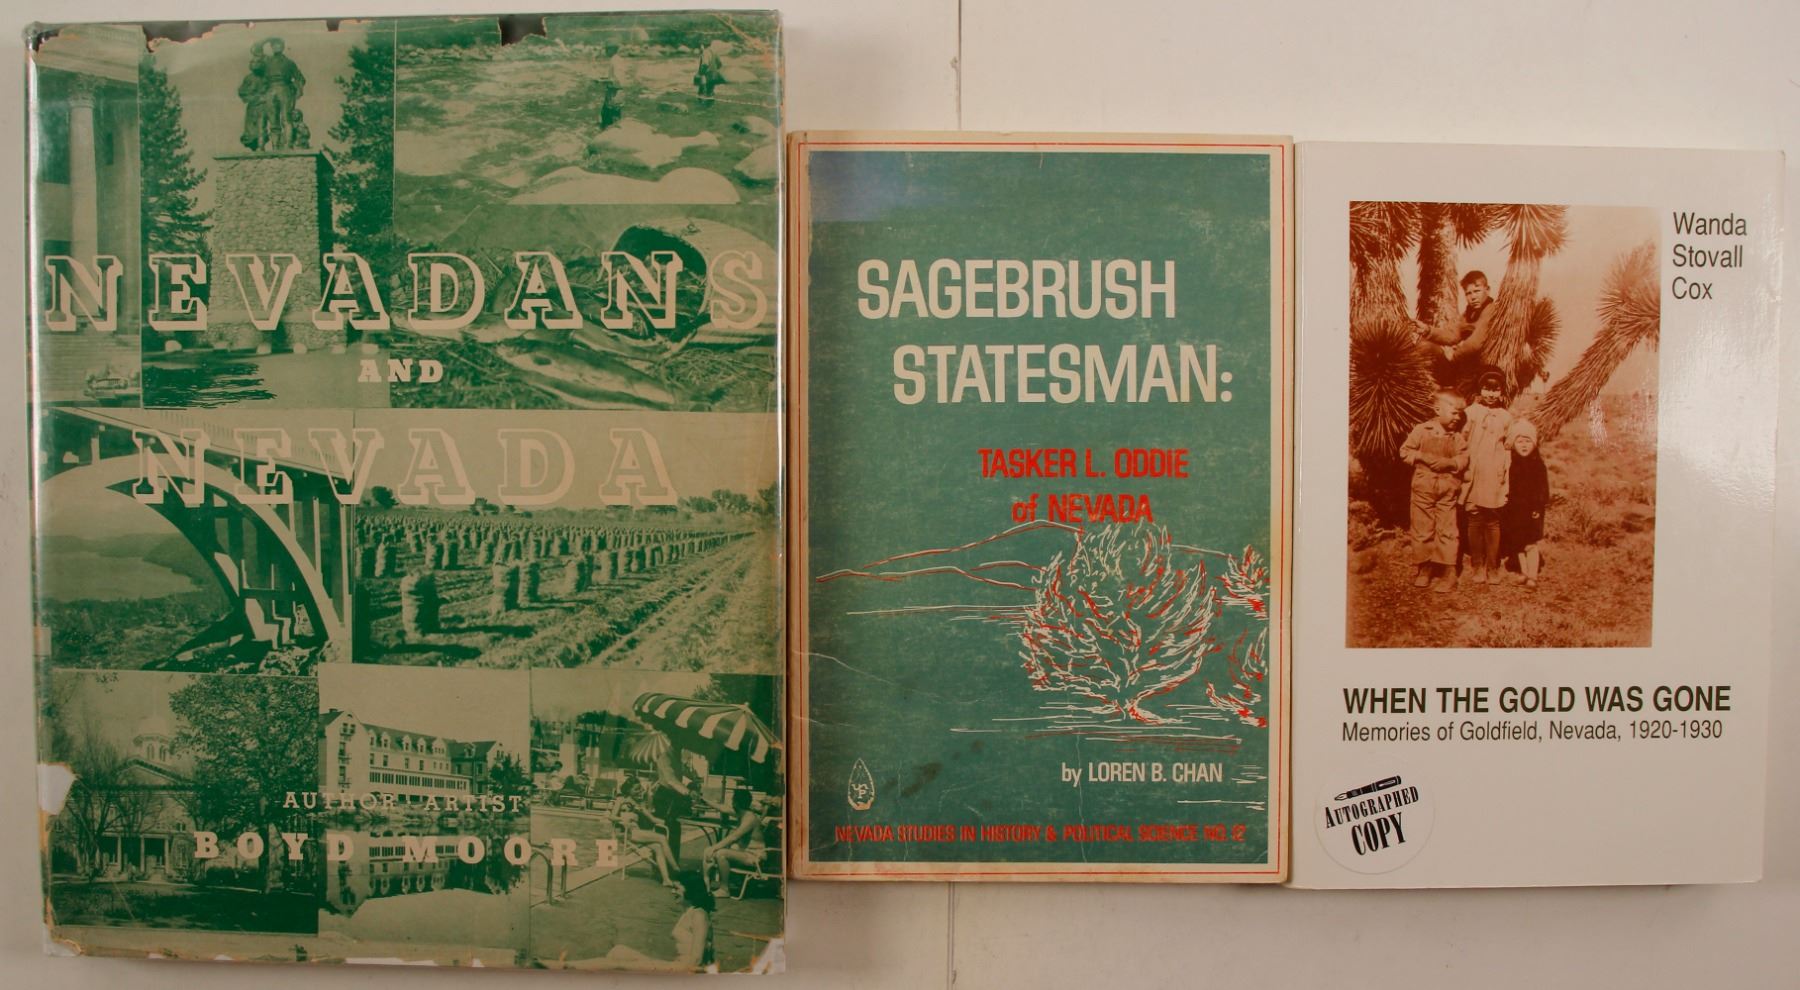 NEVADANS
AND
NEVADA
AUTHOR ARTIST
BOYD MOORE
SAGEBRUSH
STATESMAN:
TASKER L. ODDIE
of NEVADA
by LOREN B. CHAN
NEVADA STUDIES IN HISTORY & POLITICAL SCIENCE NO. 12
Wanda
Stovall
Cox
WHEN THE GOLD WAS GONE
Memories of Goldfield, Nevada, 1920-1930
AUTOGRAPHED
COPY